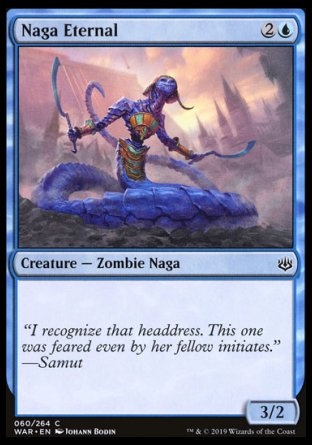 Naga Eternal 2
Creature — Zombie Naga
“I recognize that headdress. This one
was feared even by her fellow initiates.”
—Samut
3/2
060/264 C
WAR • EN Johann Bodin ™ & © 2019 Wizards of the Coast